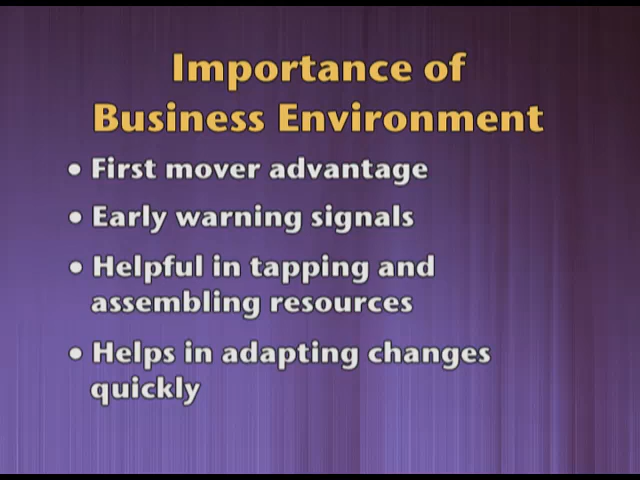 Importance of
Business Environment
• First mover advantage
• Early warning signals
• Helpful in tapping and
assembling resources
• Helps in adapting changes
quickly